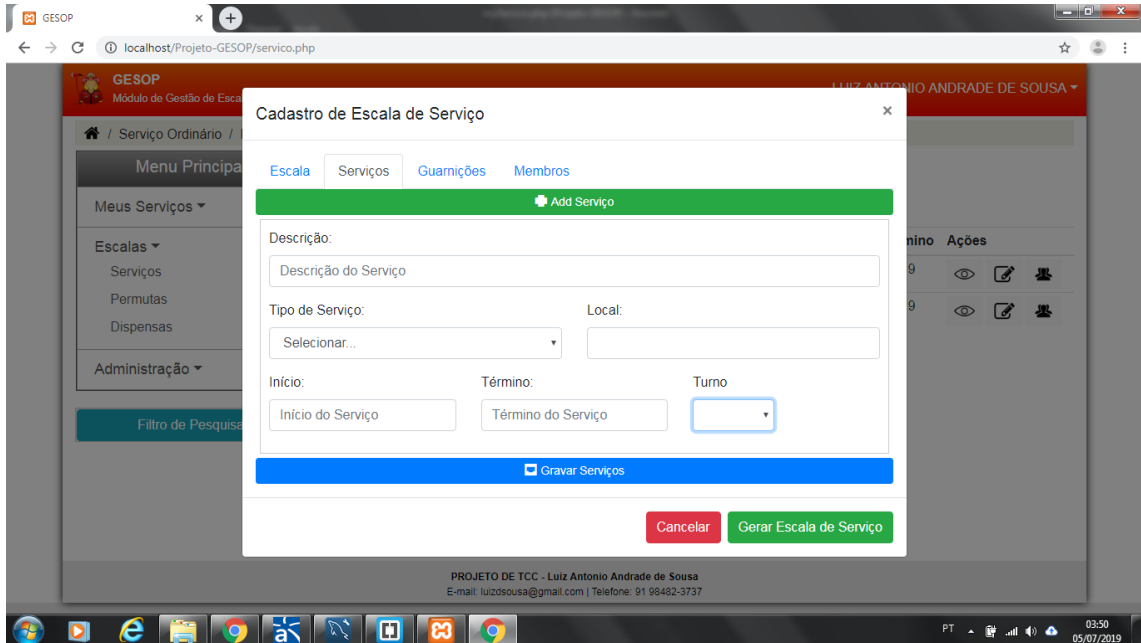 GESOP
localhost/Projeto-GESOP/servico.php
GESOP
Módulo de Gestão de Esca
LUIZ ANTONIO ANDRADE DE SOUSA
/ Serviço Ordinário /
Menu Principa
Meus Serviços
Escalas
Serviços
Permutas
Dispensas
Administração
Filtro de Pesquisa
Cadastro de Escala de Serviço
×
Escala Serviços Guarnições Membros
Add Serviço
Descrição:
Descrição do Serviço
Tipo de Serviço: Local:
Selecionar...
Início: Término: Turno
Início do Serviço Término do Serviço
Gravar Serviços
Cancelar Gerar Escala de Serviço
mino Ações
9
9
PROJETO DE TCC - Luiz Antonio Andrade de Sousa
E-mail: luizdsousa@gmail.com | Telefone: 91 98482-3737
PT
03:50
05/07/2019